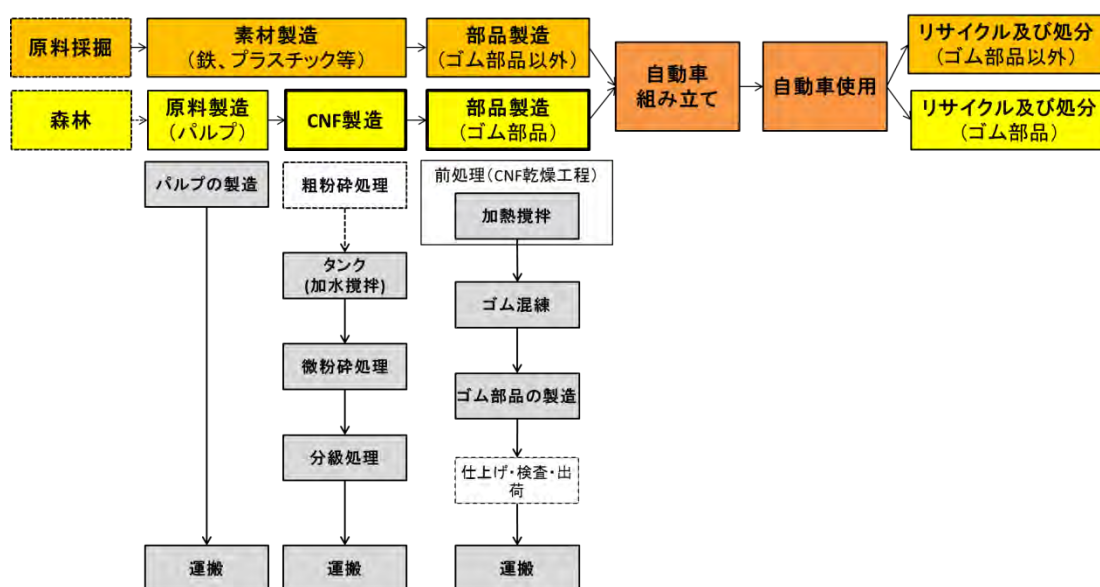 原料採掘
素材製造
(鉄、プラスチック等)
部品製造
(ゴム部品以外)
リサイクル及び処分
(ゴム部品以外)
自動車
組み立て
自動車使用
森林
原料製造
(パルプ)
CNF製造
部品製造
(ゴム部品)
リサイクル及び処分
(ゴム部品)
パルプの製造
運搬
粗粉砕処理
タンク
(加水攪拌)
微粉砕処理
分級処理
運搬
前処理(CNF乾燥工程)
加熱攪拌
ゴム混練
ゴム部品の製造
仕上げ・検査・出
荷
運搬